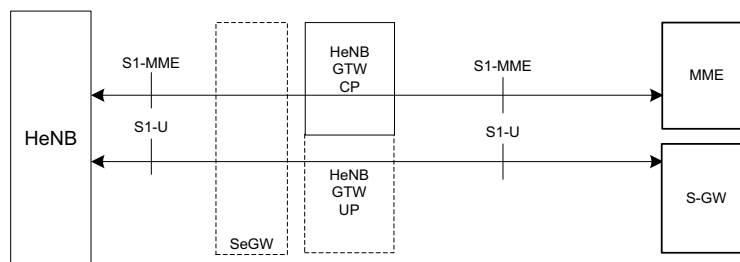 HeNB
S1-MME
S1-U
SeGW
HeNB
GTW
CP
HeNB
GTW
UP
S1-MME
S1-U
MME
S-GW